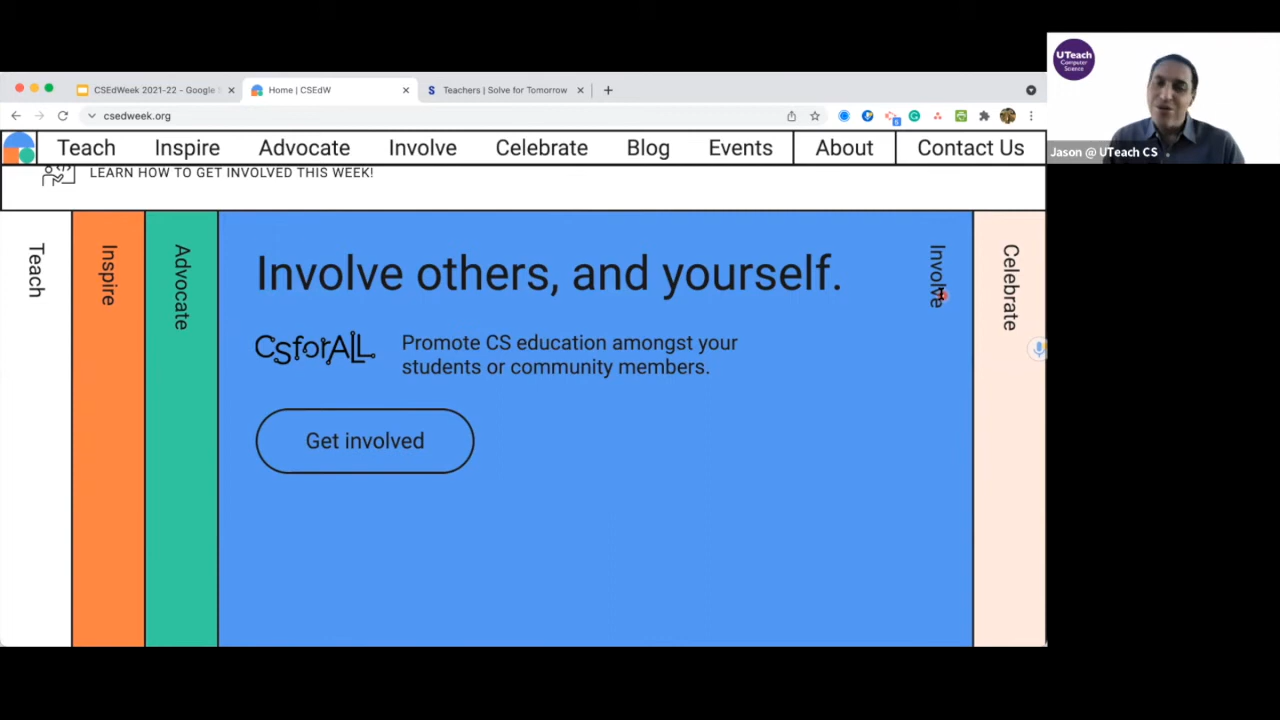 CSEdWeek 2021-22 - Google
Home | CSEdW
S Teachers | Solve for Tomorrow
csedweek.org
6
Teach
Inspire
Advocate
Involve
Celebrate
Blog
Events
About
Contact Us
LEARN HOW TO GET INVOLVED THIS WEEK!
Teach
Inspire
Advocate
Involve others, and yourself.
CSforALL
Promote CS education amongst your
students or community members.
Get involved
Involve
Celebrate
UTeach
Computer
Science
Jason @ UTeach CS